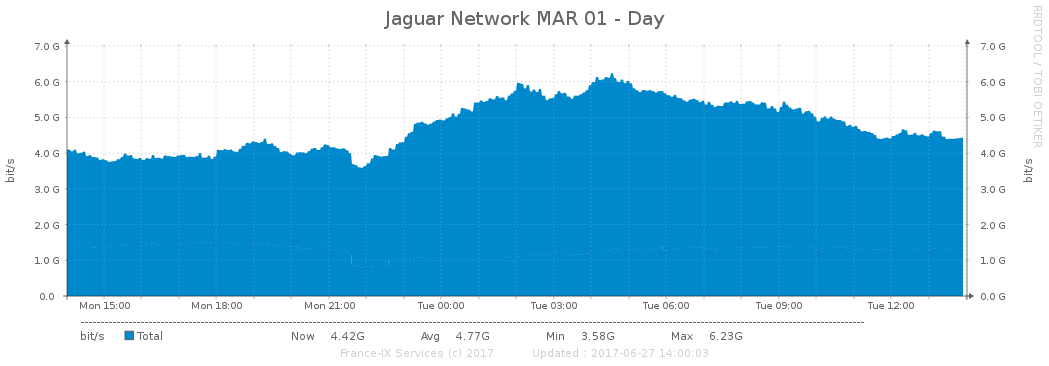 Jaguar Network MAR 01 - Day
RRDTOOL / TOBI OETIKER
7.0 G 7.0 G
6.0 G 6.0 G
5.0 G 5.0 G
4.0 G 4.0 G
3.0 G 3.0 G
2.0 G 2.0 G
1.0 G 1.0 G
0.0 0.0 G
bit/s bit/s
Mon 15:00 Mon 18:00 Mon 21:00 Tue 00:00 Tue 03:00 Tue 06:00 Tue 09:00 Tue 12:00
bit/s Total Now 4.42G Avg 4.77G Min 3.58G Max 6.23G
France-IX Services (c) 2017 Updated : 2017-06-27 14:00:03